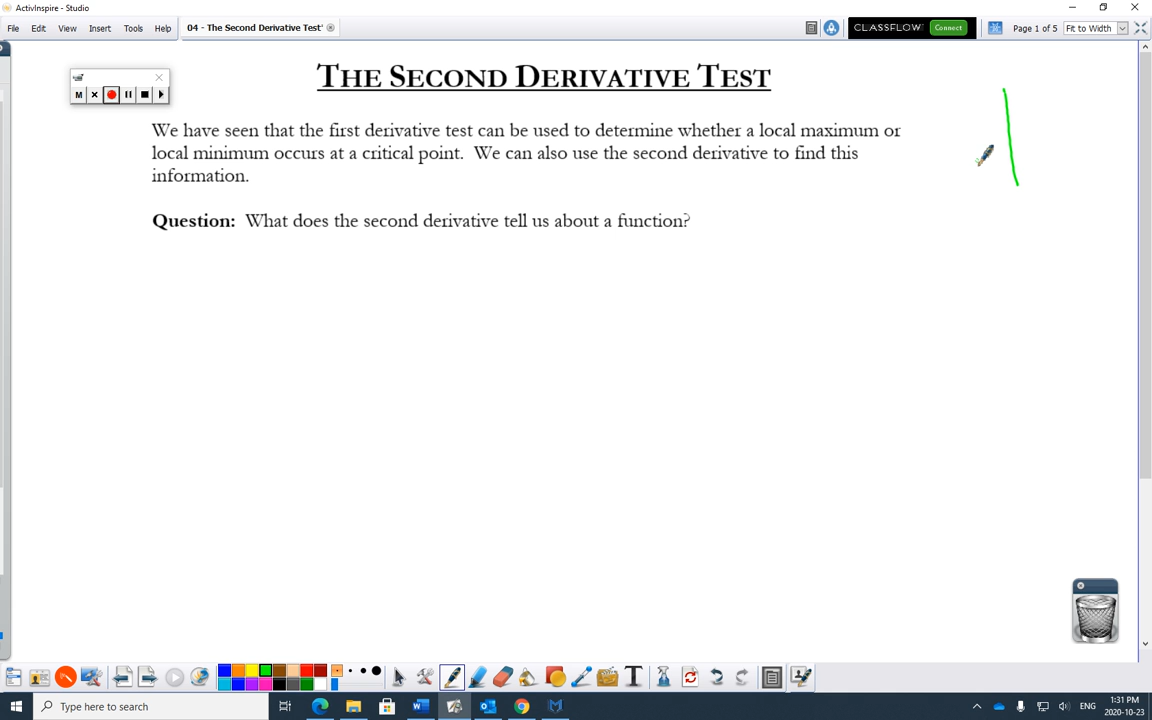 ActivInspire - Studio
File Edit View Insert Tools Help
04 - The Second Derivative Test*
CLASSFLOW Connect
Page 1 of 5
Fit to Width
M
THE SECOND DERIVATIVE TEST
We have seen that the first derivative test can be used to determine whether a local maximum or
local minimum occurs at a critical point. We can also use the second derivative to find this
information.
Question: What does the second derivative tell us about a function?
T
Type here to search
ENG
1:31 PM
2020-10-23